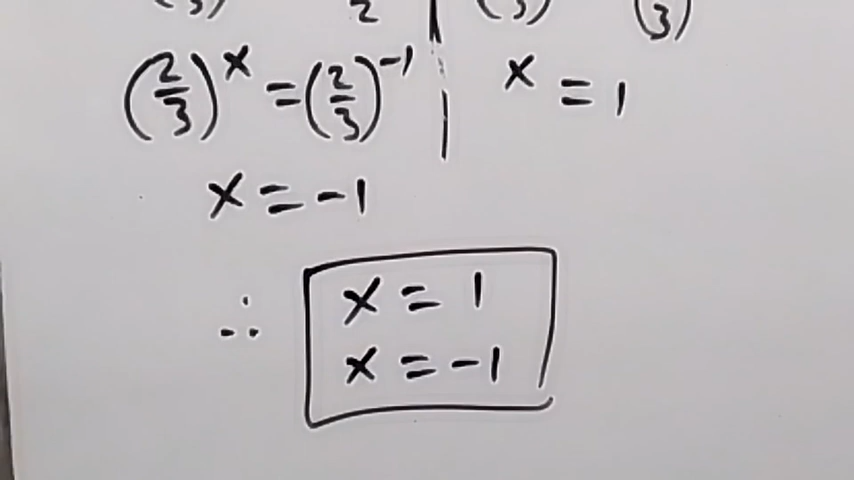 (2/3)^x = (2/3)^-1 | x = 1
x = -1
∴ x = 1
x = -1